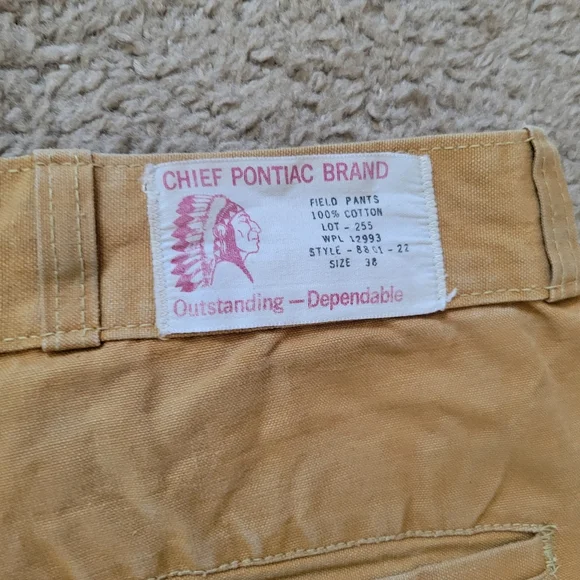 CHIEF PONTIAC BRAND
FIELD PANTS
100% COTTON
LOT - 255
WPL 12993
SIZE 38
Outstanding — Dependable